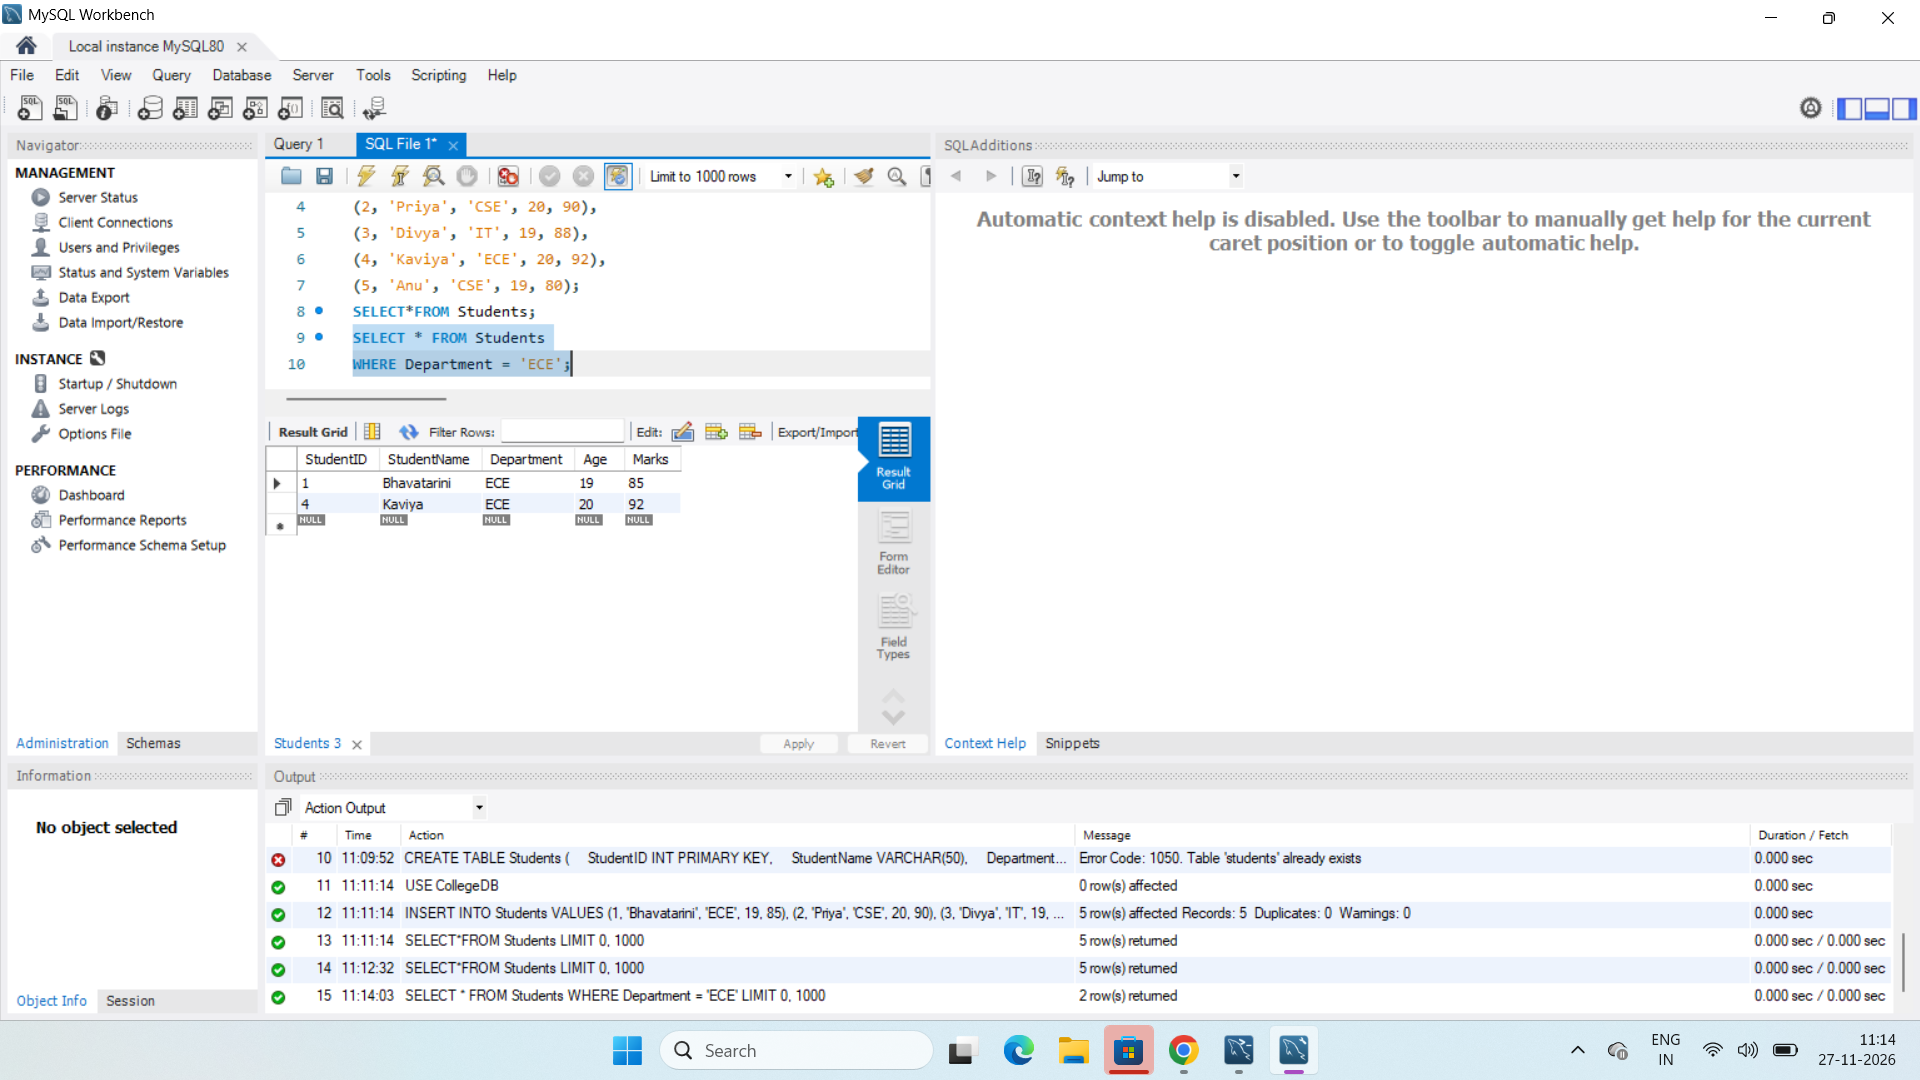 MySQL Workbench
Local instance MySQL80
File Edit View Query Database Server Tools Scripting Help
Navigator
MANAGEMENT
Server Status
Client Connections
Users and Privileges
Status and System Variables
Data Export
Data Import/Restore
INSTANCE
Startup / Shutdown
Server Logs
Options File
PERFORMANCE
Dashboard
Performance Reports
Performance Schema Setup
Administration Schemas
Information
No object selected
Object Info Session
Query 1 SQL File 1*
Limit to 1000 rows
4 (2, 'Priya', 'CSE', 20, 90),
5 (3, 'Divya', 'IT', 19, 88),
6 (4, 'Kaviya', 'ECE', 20, 92),
7 (5, 'Anu', 'CSE', 19, 80);
8 SELECT*FROM Students;
9 SELECT * FROM Students
10 WHERE Department = 'ECE';
Result Grid Filter Rows: Edit: Export/Import
StudentID StudentName Department Age Marks
1 Bhavatarini ECE 19 85
4 Kaviya ECE 20 92
NULL NULL NULL NULL NULL
Result
Grid
Form
Editor
Field
Types
Students 3 Apply Revert
SQLAdditions
Jump to
Automatic context help is disabled. Use the toolbar to manually get help for the current
caret position or to toggle automatic help.
Context Help Snippets
Output
Action Output
# Time Action Message Duration / Fetch
10 11:09:52 CREATE TABLE Students ( StudentID INT PRIMARY KEY, StudentName VARCHAR(50), Department... Error Code: 1050. Table 'students' already exists 0.000 sec
11 11:11:14 USE CollegeDB 0 row(s) affected 0.000 sec
12 11:11:14 INSERT INTO Students VALUES (1, 'Bhavatarini', 'ECE', 19, 85), (2, 'Priya', 'CSE', 20, 90), (3, 'Divya', 'IT', 19, ... 5 row(s) affected Records: 5 Duplicates: 0 Warnings: 0 0.000 sec
13 11:11:14 SELECT*FROM Students LIMIT 0, 1000 5 row(s) returned 0.000 sec / 0.000 sec
14 11:12:32 SELECT*FROM Students LIMIT 0, 1000 5 row(s) returned 0.000 sec / 0.000 sec
15 11:14:03 SELECT * FROM Students WHERE Department = 'ECE' LIMIT 0, 1000 2 row(s) returned 0.000 sec / 0.000 sec
Search
ENG
IN
11:14
27-11-2026